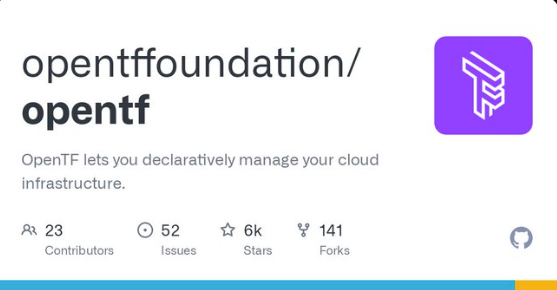 opentffoundation/
opentf
OpenTF lets you declaratively manage your cloud
infrastructure.
23 52 6k 141
Contributors Issues Stars Forks